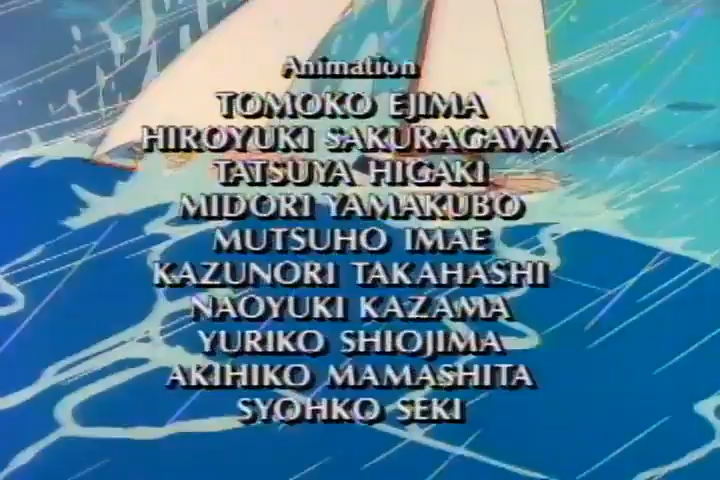 Animation
TOMOKO EJIMA
HIROYUKI SAKURAGAWA
TATSUYA HIGAKI
MIDORI YAMAKUBO
MUTSUHO IMAE
KAZUNORI TAKAHASHI
NAOYUKI KAZAMA
YURIKO SHIOJIMA
AKIHIKO MAMASHITA
SYOHKO SEKI